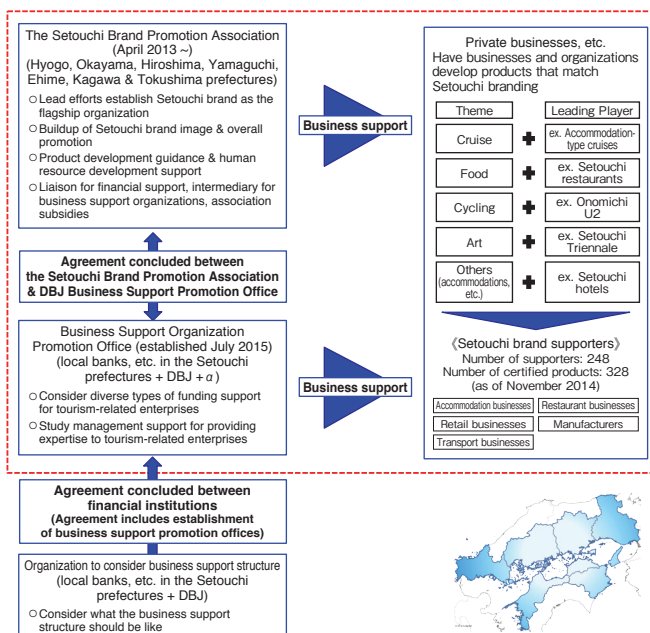 The Setouchi Brand Promotion Association
(April 2013 ~)
(Hyogo, Okayama, Hiroshima, Yamaguchi,
Ehime, Kagawa & Tokushima prefectures)
○Lead efforts establish Setouchi brand as the
flagship organization
○Buildup of Setouchi brand image & overall
promotion
○Product development guidance & human
resource development support
○Liaison for financial support, intermediary for
business support organizations, association
subsidies
Business support
Agreement concluded between
the Setouchi Brand Promotion Association
& DBJ Business Support Promotion Office
Business Support Organization
Promotion Office (established July 2015)
(local banks, etc. in the Setouchi
prefectures + DBJ + α)
○Consider diverse types of funding support
for tourism-related enterprises
○Study management support for providing
expertise to tourism-related enterprises
Business support
Agreement concluded between
financial institutions
(Agreement includes establishment
of business support promotion offices)
Organization to consider business support structure
(local banks, etc. in the Setouchi
prefectures + DBJ)
○Consider what the business support
structure should be like
Private businesses, etc.
Have businesses and organizations
develop products that match
Setouchi branding
Theme
Leading Player
Cruise
+
ex. Accommodation-
type cruises
Food
+
ex. Setouchi
restaurants
Cycling
+
ex. Onomichi
U2
Art
+
ex. Setouchi
Triennale
Others
(accommodations,
etc.)
+
ex. Setouchi
hotels
《Setouchi brand supporters》
Number of supporters: 248
Number of certified products: 328
(as of November 2014)
Accommodation businesses
Restaurant businesses
Retail businesses
Manufacturers
Transport businesses